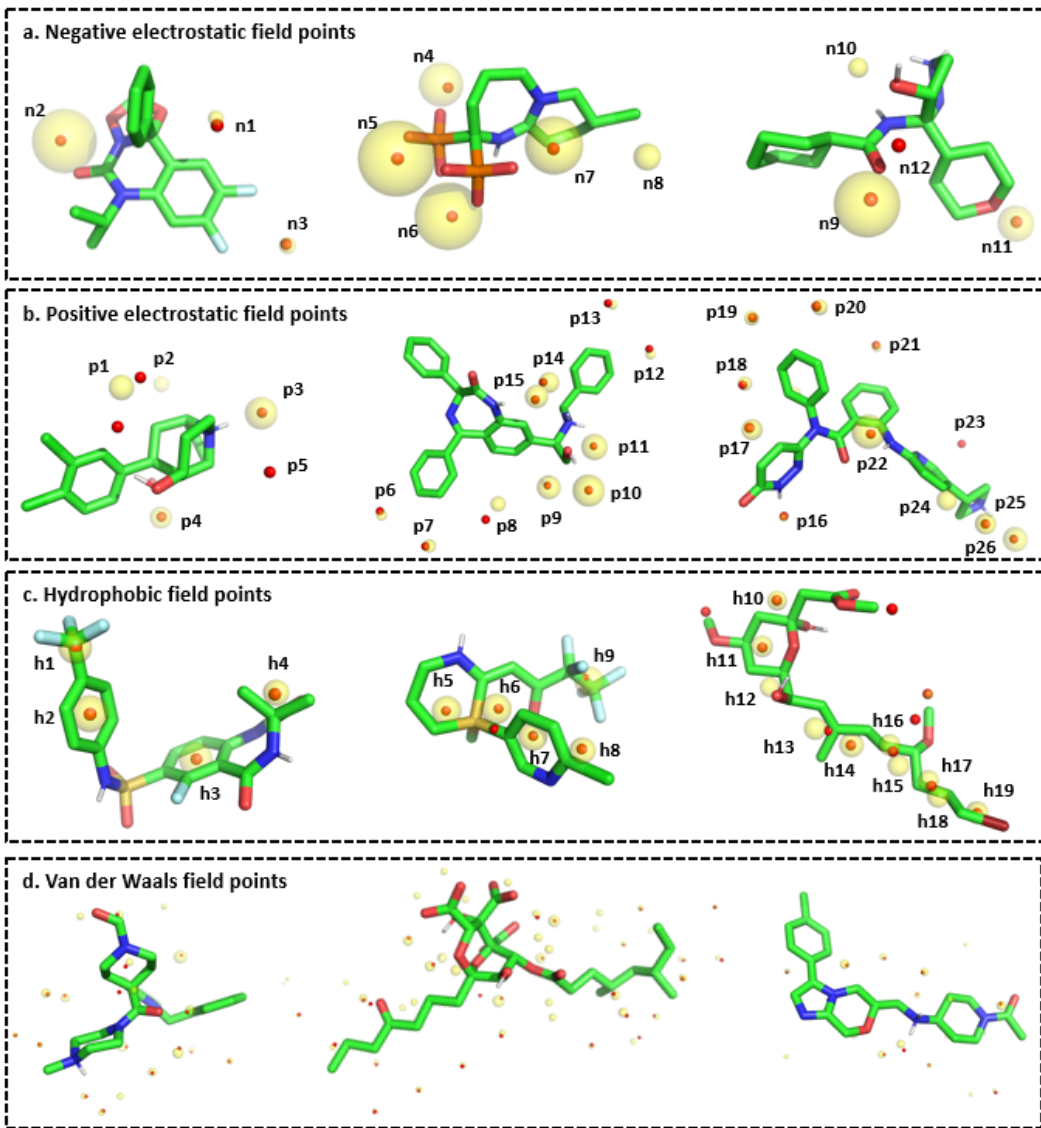 a. Negative electrostatic field points
n2
n1
n3
n4
n5
n6
n7
n8
n10
n12
n9
n11
b. Positive electrostatic field points
p1
p2
p3
p4
p5
p13
p14
p12
p15
p11
p6
p7
p8
p9
p10
p19
p20
p21
p18
p17
p22
p23
p24
p25
p16
p26
c. Hydrophobic field points
h1
h2
h3
h4
h5
h6
h7
h8
h9
h10
h11
h12
h13
h14
h16
h15
h17
h18
h19
d. Van der Waals field points